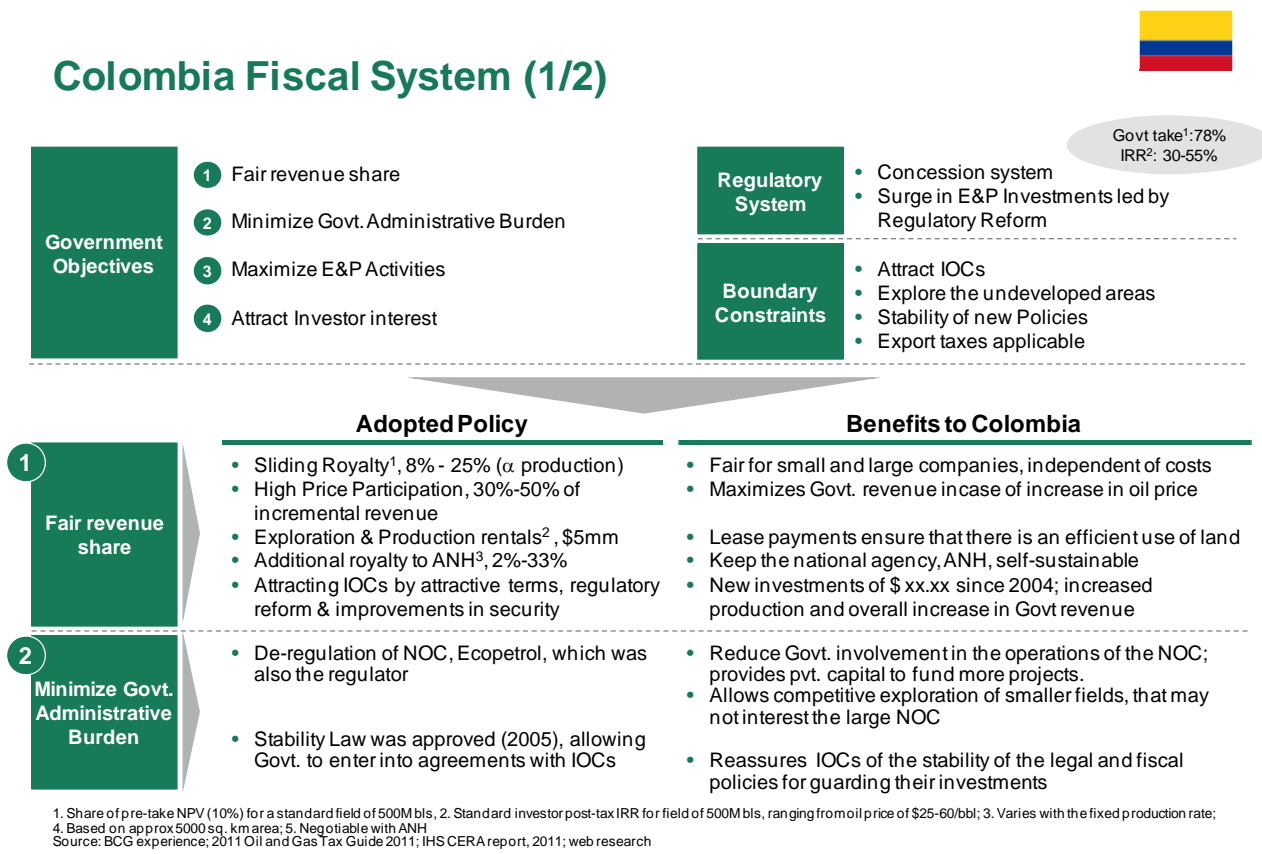 Colombia Fiscal System (1/2)
Govt take¹:78%
IRR²: 30-55%
Government
Objectives
1 Fair revenue share
2 Minimize Govt. Administrative Burden
3 Maximize E&P Activities
4 Attract Investor interest
Regulatory
System
• Concession system
• Surge in E&P Investments led by
Regulatory Reform
Boundary
Constraints
• Attract IOCs
• Explore the undeveloped areas
• Stability of new Policies
• Export taxes applicable
Adopted Policy
Benefits to Colombia
1
Fair revenue
share
• Sliding Royalty¹, 8% - 25% (α production)
• High Price Participation, 30%-50% of
incremental revenue
• Exploration & Production rentals² , $5mm
• Additional royalty to ANH³, 2%-33%
• Attracting IOCs by attractive terms, regulatory
reform & improvements in security
• Fair for small and large companies, independent of costs
• Maximizes Govt. revenue incase of increase in oil price
• Lease payments ensure that there is an efficient use of land
• Keep the national agency, ANH, self-sustainable
• New investments of $ xx.xx since 2004; increased
production and overall increase in Govt revenue
2
Minimize Govt.
Administrative
Burden
• De-regulation of NOC, Ecopetrol, which was
also the regulator
• Stability Law was approved (2005), allowing
Govt. to enter into agreements with IOCs
• Reduce Govt. involvement in the operations of the NOC;
provides pvt. capital to fund more projects.
• Allows competitive exploration of smaller fields, that may
not interest the large NOC
• Reassures IOCs of the stability of the legal and fiscal
policies for guarding their investments
1. Share of pre-take NPV (10%) for a standard field of 500M bls, 2. Standard investor post-tax IRR for field of 500M bls, ranging from oil price of $25-60/bbl; 3. Varies with the fixed production rate;
4. Based on approx 5000 sq. km area; 5. Negotiable with ANH
Source: BCG experience; 2011 Oil and Gas Tax Guide 2011; IHS CERA report, 2011; web research